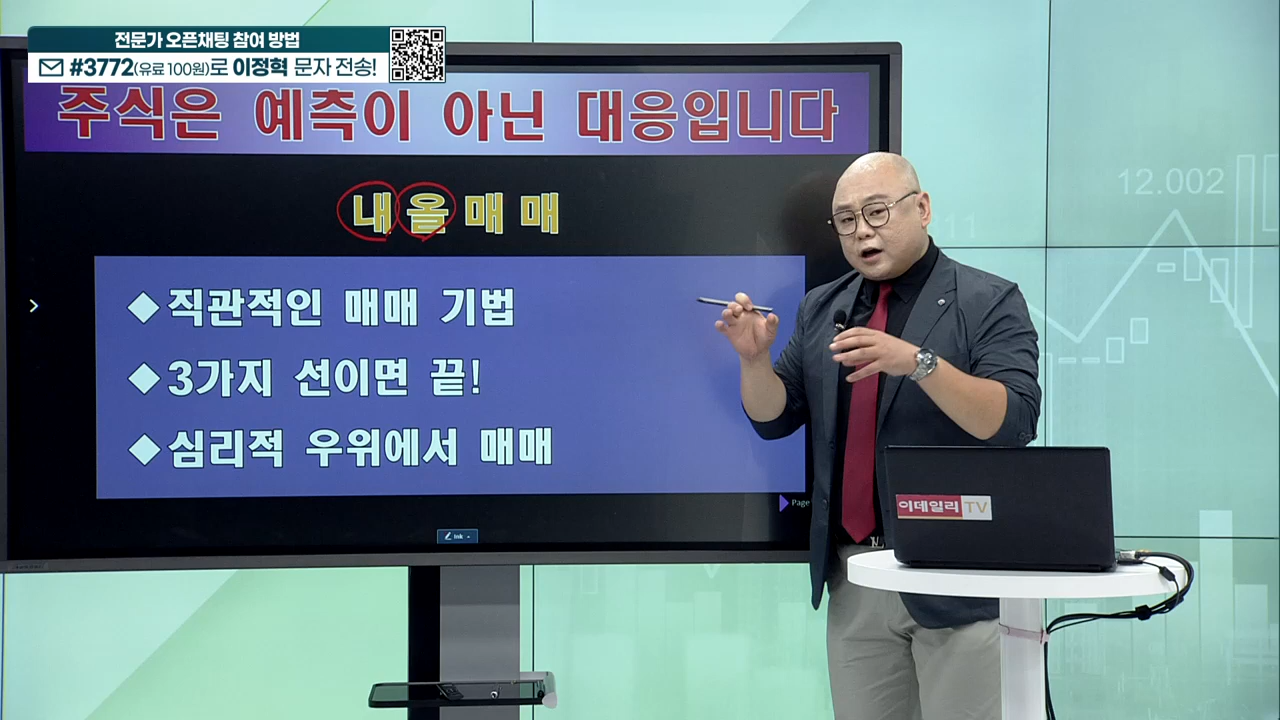 전문가 오픈채팅 참여 방법
#3772(유료 100원)로 이정혁 문자 전송!
주식은 예측이 아닌 대응입니다
내올매매
◆직관적인 매매 기법
◆3가지 선이면 끝!
◆심리적 우위에서 매매
Page
Ink
이데일리TV
12.002